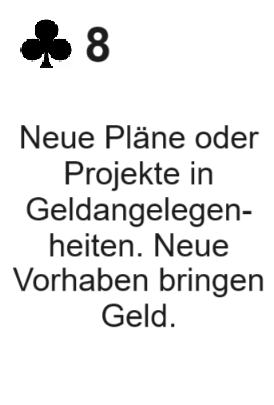 ♣ 8
Neue Pläne oder
Projekte in
Geldangelegen-
heiten. Neue
Vorhaben bringen
Geld.